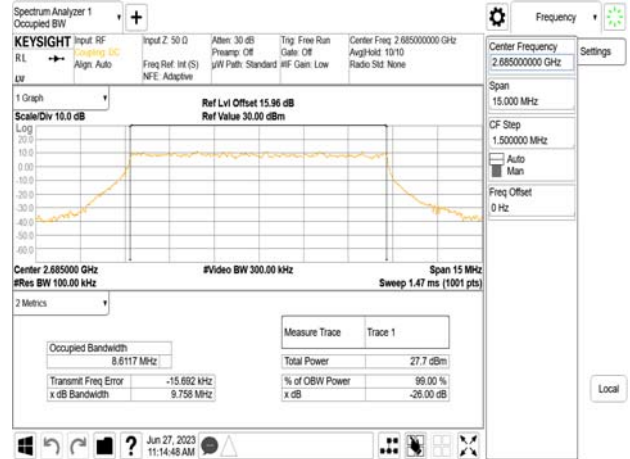 Spectrum Analyzer 1
Occupied BW
+
Frequency
KEYSIGHT
RL
Input: RF
Coupling: DC
Align: Auto
Input Z: 50 Ω
Freq Ref: Int (S)
NFE: Adaptive
Atten: 30 dB
Preamp: Off
µW Path: Standard
Trig: Free Run
Gate: Off
#IF Gain: Low
Center Freq: 2.685000000 GHz
Avg|Hold: 10/10
Radio Std: None
Center Frequency
2.685000000 GHz
Settings
Span
15.000 MHz
CF Step
1.500000 MHz
Auto
Man
Freq Offset
0 Hz
Local
1 Graph
Scale/Div 10.0 dB
Ref Lvl Offset 15.96 dB
Ref Value 30.00 dBm
Log
20.0
10.0
0.00
-10.0
-20.0
-30.0
-40.0
-50.0
-60.0
Center 2.685000 GHz
#Res BW 100.00 kHz
#Video BW 300.00 kHz
Span 15 MHz
Sweep 1.47 ms (1001 pts)
2 Metrics
Occupied Bandwidth
8.6117 MHz
Transmit Freq Error -15.692 kHz
x dB Bandwidth 9.758 MHz
Measure Trace Trace 1
Total Power 27.7 dBm
% of OBW Power 99.00 %
x dB -26.00 dB
?
Jun 27, 2023
11:14:48 AM